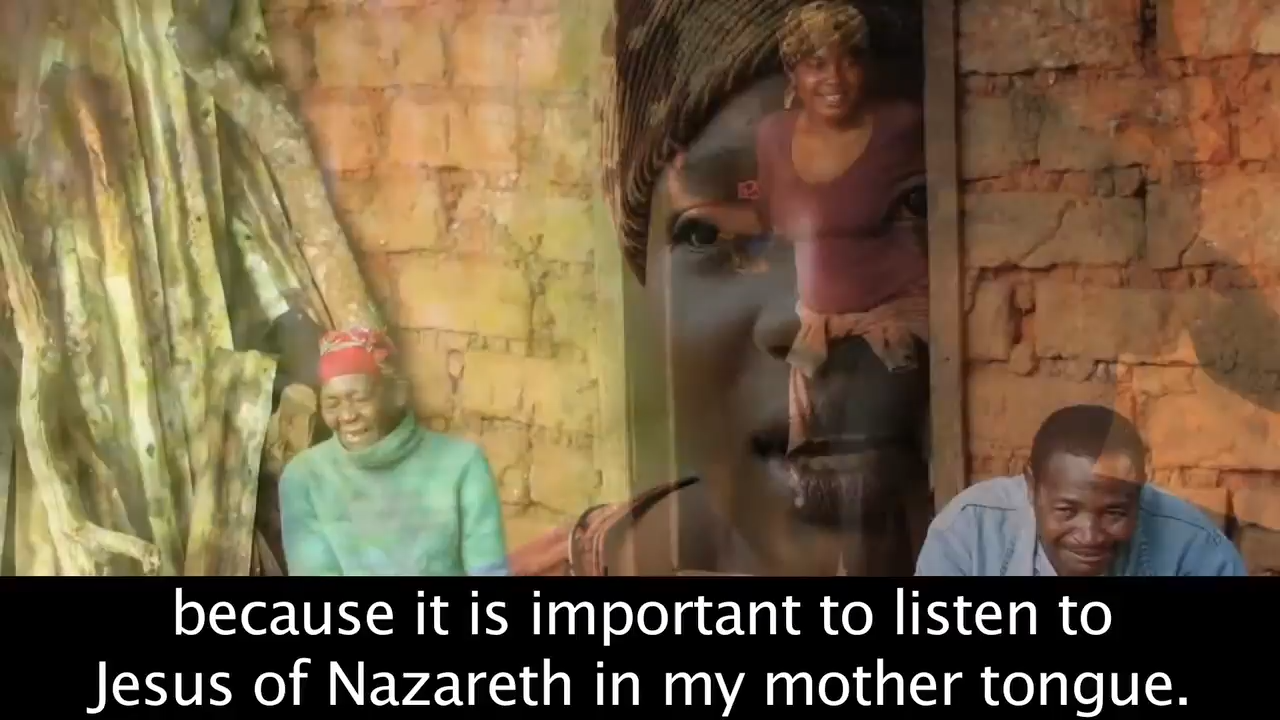 because it is important to listen to
Jesus of Nazareth in my mother tongue.